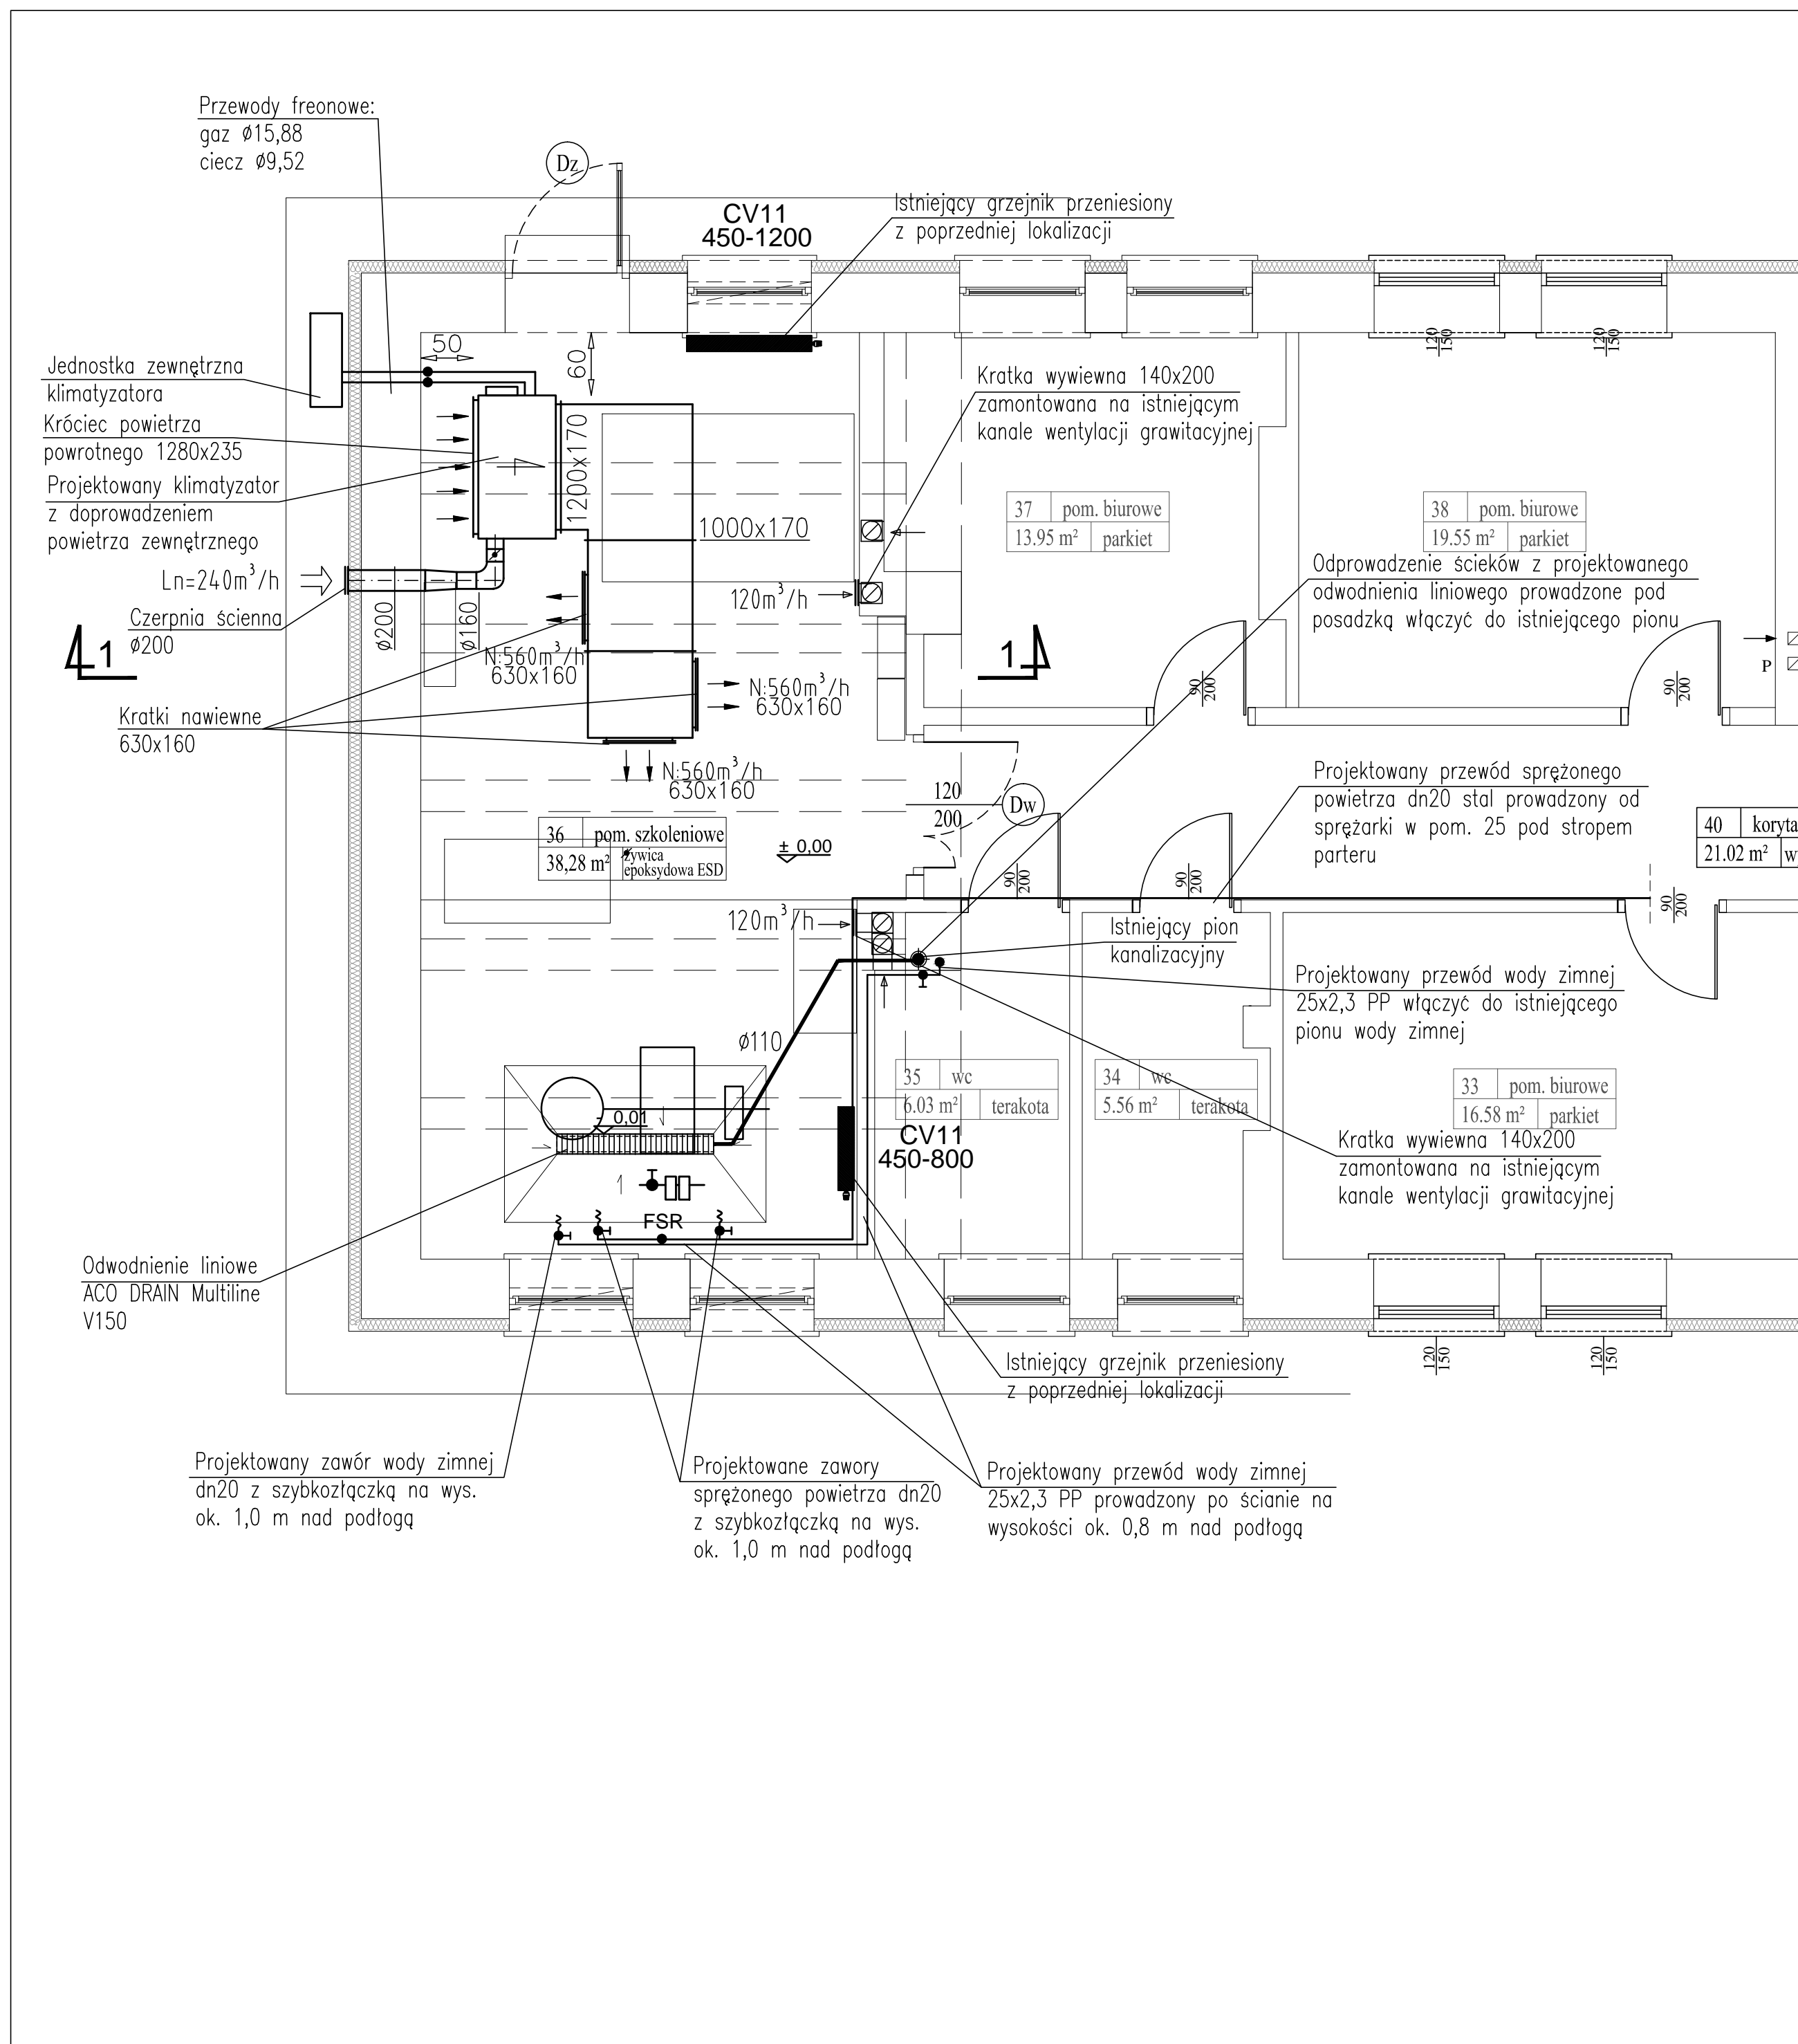 Przewody freonowe:
gaz ø15,88
ciecz ø9,52
Dz
CV11
450-1200
Istniejący grzejnik przeniesiony
z poprzedniej lokalizacji
50
60
120
150
120
150
Jednostka zewnętrzna
klimatyzatora
Króciec powietrza
powrotnego 1280x235
Projektowany klimatyzator
z doprowadzeniem
powietrza zewnętrznego
Ln=240m³/h
Czerpnia ścienna
ø200
ø200
ø160
1200x170
1000x170
Kratka wywiewna 140x200
zamontowana na istniejącym
kanale wentylacji grawitacyjnej
37 pom. biurowe
13.95 m² parkiet
38 pom. biurowe
19.55 m² parkiet
Odprowadzenie ścieków z projektowanego
odwodnienia liniowego prowadzone pod
posadzką włączyć do istniejącego pionu
120m³/h
1
1
P
N:560m³/h
630x160
N:560m³/h
630x160
90
200
90
200
Kratki nawiewne
630x160
N:560m³/h
630x160
120
200
Dw
Projektowany przewód sprężonego
powietrza dn20 stal prowadzony od
sprężarki w pom. 25 pod stropem
parteru
40 koryta
21.02 m² w
36 pom. szkoleniowe
38,28 m² żywica
epoksydowa ESD
± 0,00
90
200
90
200
90
200
120m³/h
Istniejący pion
kanalizacyjny
Projektowany przewód wody zimnej
25x2,3 PP włączyć do istniejącego
pionu wody zimnej
ø110
35 wc
6.03 m² terakota
34 wc
5.56 m² terakota
33 pom. biurowe
16.58 m² parkiet
- 0,01
CV11
450-800
Kratka wywiewna 140x200
zamontowana na istniejącym
kanale wentylacji grawitacyjnej
1
FSR
Odwodnienie liniowe
ACO DRAIN Multiline
V150
Istniejący grzejnik przeniesiony
z poprzedniej lokalizacji
120
150
120
150
Projektowany zawór wody zimnej
dn20 z szybkozłączką na wys.
ok. 1,0 m nad podłogą
Projektowane zawory
sprężonego powietrza dn20
z szybkozłączką na wys.
ok. 1,0 m nad podłogą
Projektowany przewód wody zimnej
25x2,3 PP prowadzony po ścianie na
wysokości ok. 0,8 m nad podłogą